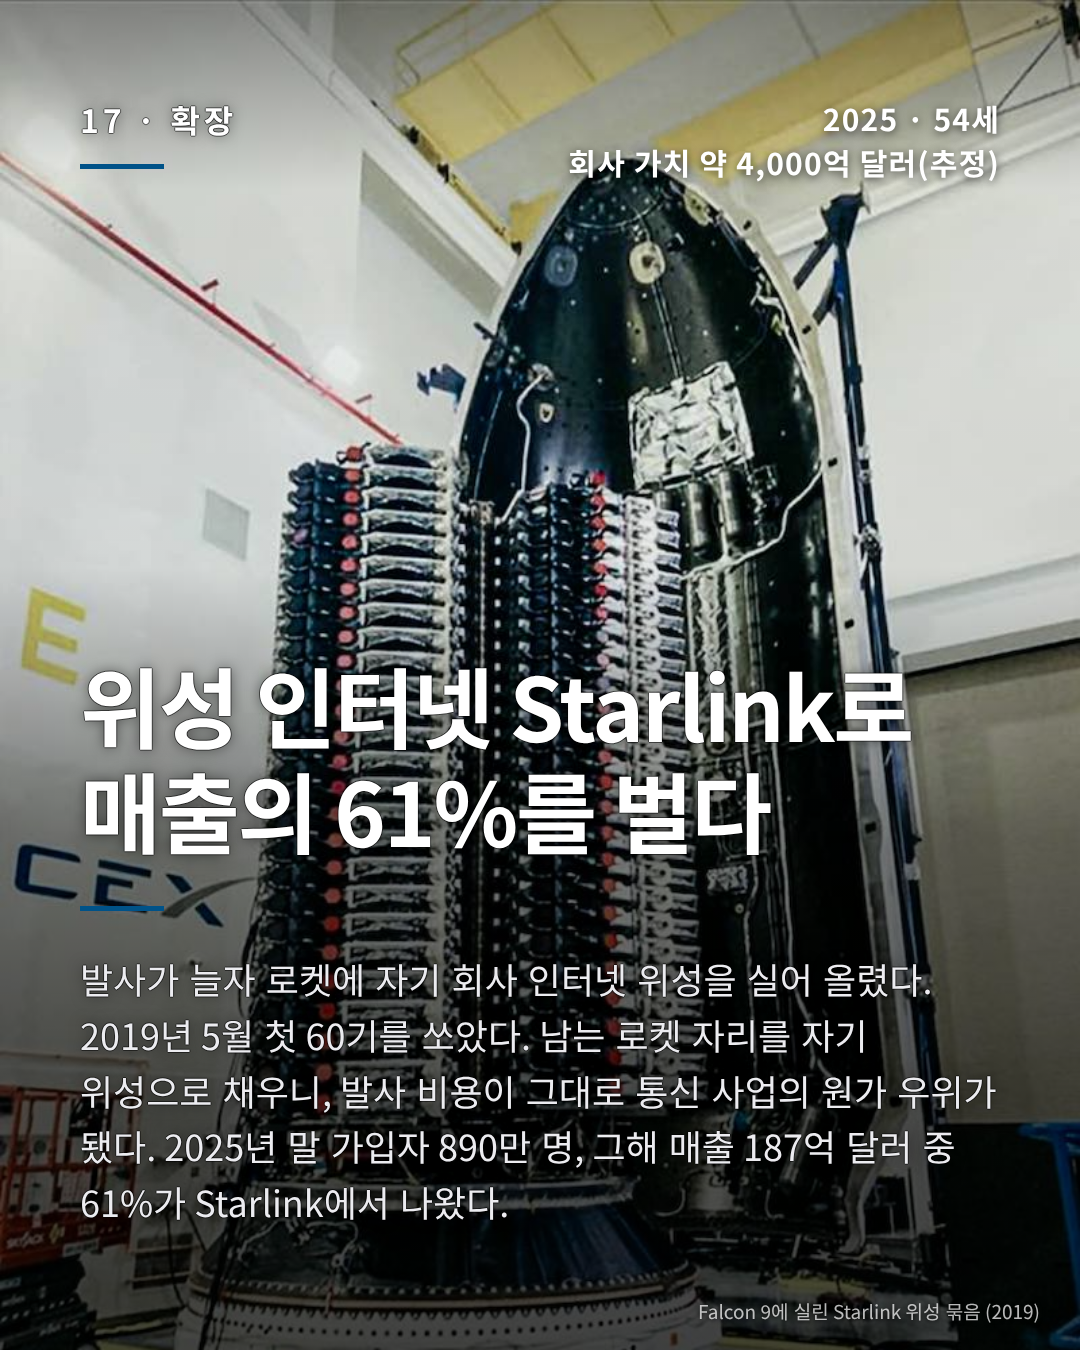 17 · 확장
2025 · 54세
회사 가치 약 4,000억 달러(추정)
E
위성 인터넷 Starlink로
매출의 61%를 벌다
CEX
발사가 늘자 로켓에 자기 회사 인터넷 위성을 실어 올렸다.
2019년 5월 첫 60기를 쏘았다. 남는 로켓 자리를 자기
위성으로 채우니, 발사 비용이 그대로 통신 사업의 원가 우위가
됐다. 2025년 말 가입자 890만 명, 그해 매출 187억 달러 중
61%가 Starlink에서 나왔다.
SKYJACK
Falcon 9에 실린 Starlink 위성 묶음 (2019)